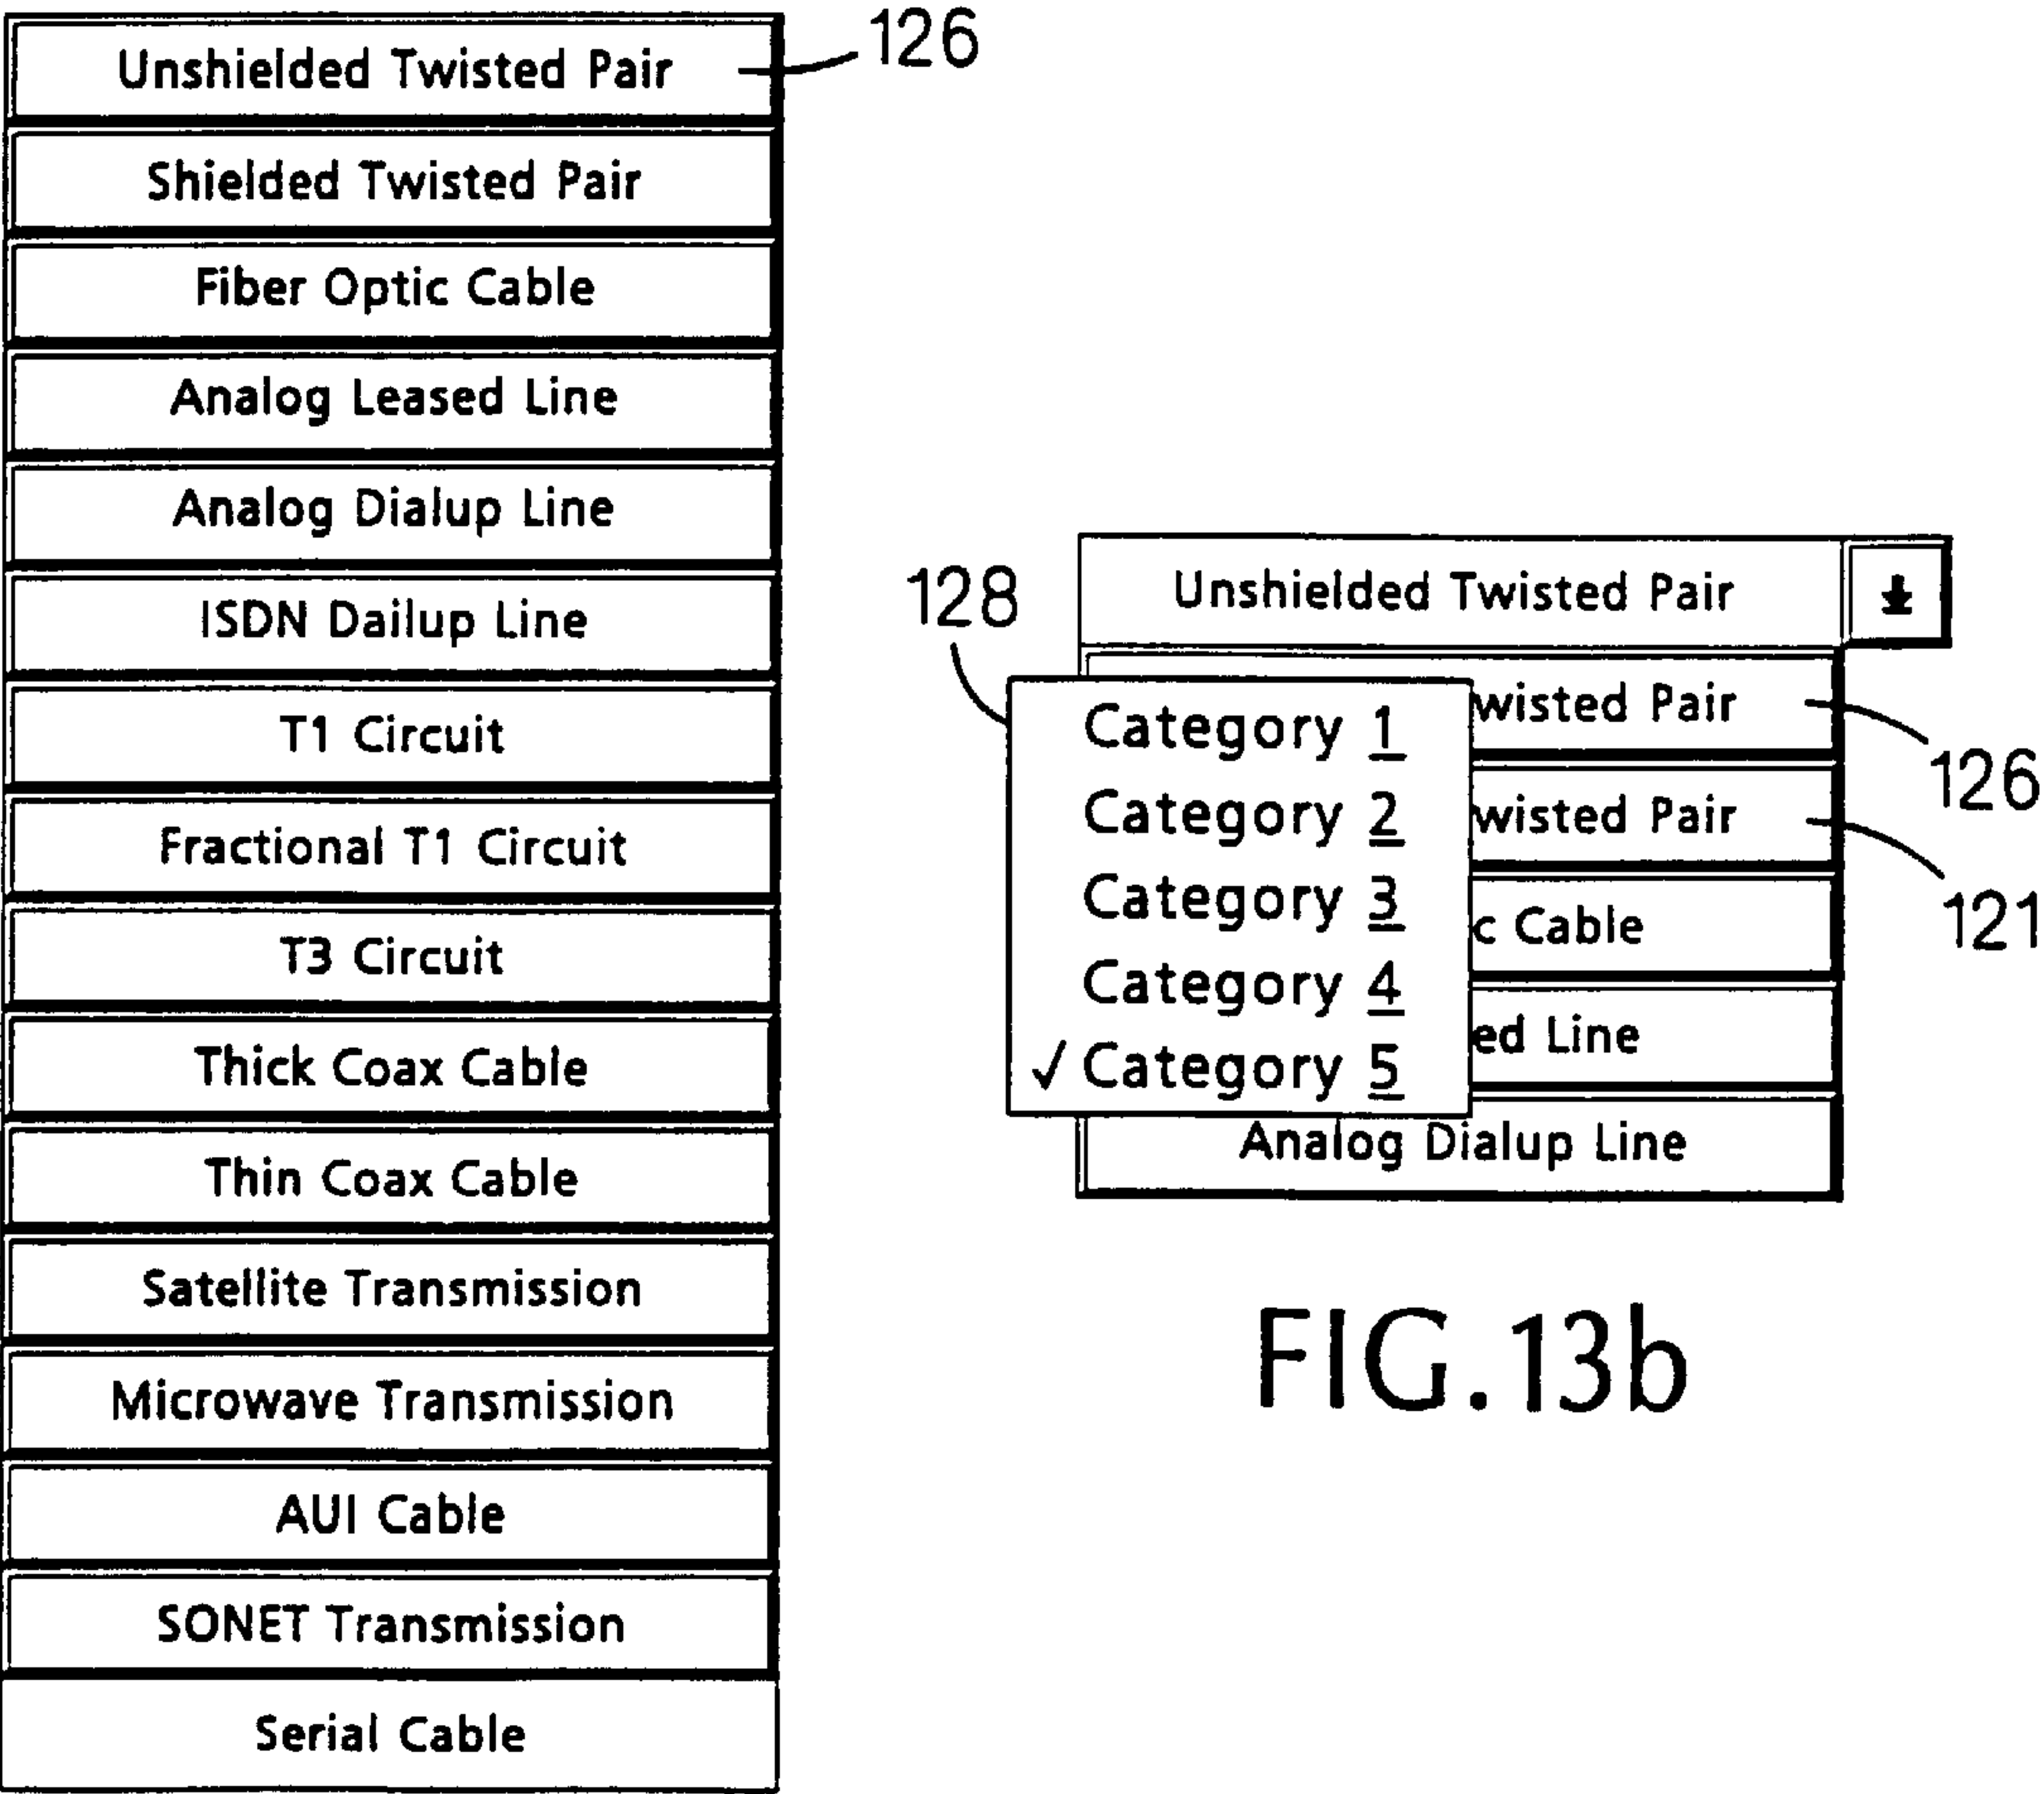 Unshielded Twisted Pair
126
Shielded Twisted Pair
Fiber Optic Cable
Analog Leased Line
Analog Dialup Line
ISDN Dailup Line
T1 Circuit
Fractional T1 Circuit
T3 Circuit
Thick Coax Cable
Thin Coax Cable
Satellite Transmission
Microwave Transmission
AUI Cable
SONET Transmission
Serial Cable
Unshielded Twisted Pair
128
Category 1
Category 2
Category 3
Category 4
✓ Category 5
wisted Pair
126
wisted Pair
121
c Cable
ed Line
Analog Dialup Line
FIG.13b